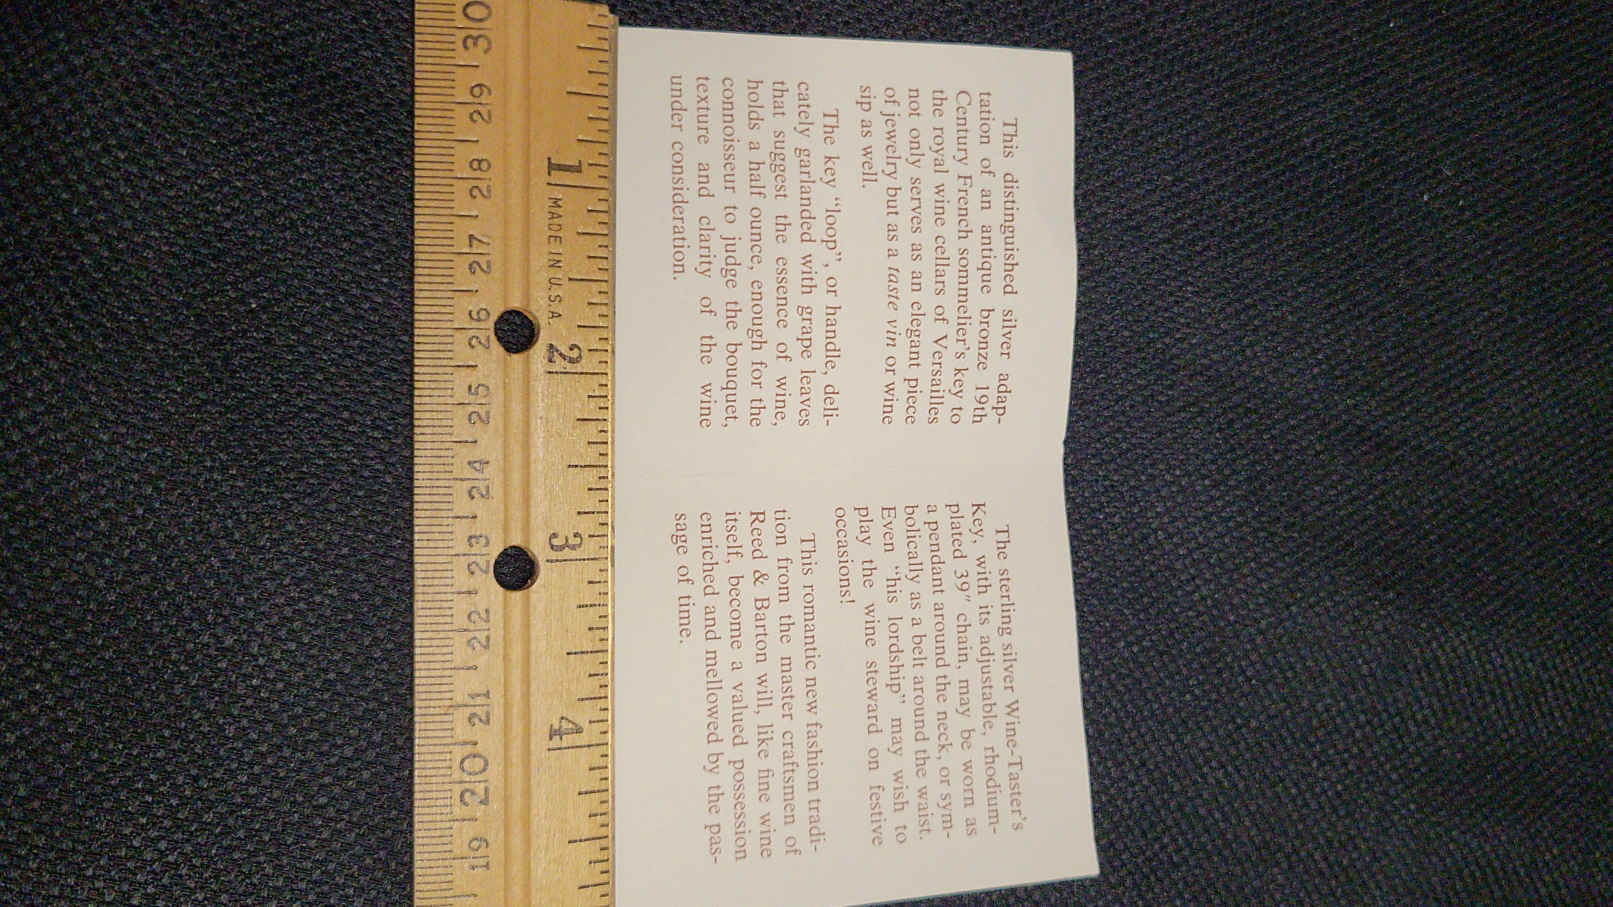 This distinguished silver adap-
tation of an antique bronze 19th
Century French sommelier's key to
the royal wine cellars of Versailles
not only serves as an elegant piece
of jewelry but as a taste vin or wine
sip as well.
The key "loop", or handle, deli-
cately garlanded with grape leaves
that suggest the essence of wine,
holds a half ounce, enough for the
connoisseur to judge the bouquet,
texture and clarity of the wine
under consideration.
The sterling silver Wine-Taster's
Key, with its adjustable, rhodium-
plated 39" chain, may be worn as
a pendant around the neck, or sym-
bolically as a belt around the waist.
Even "his lordship" may wish to
play the wine steward on festive
occasions!
This romantic new fashion tradi-
tion from the master craftsmen of
Reed & Barton will, like fine wine
itself, become a valued possession
enriched and mellowed by the pas-
sage of time.
1 MADE IN U.S.A. 2 3 4
30 29 28 27 26 25 24 23 22 21 20 19